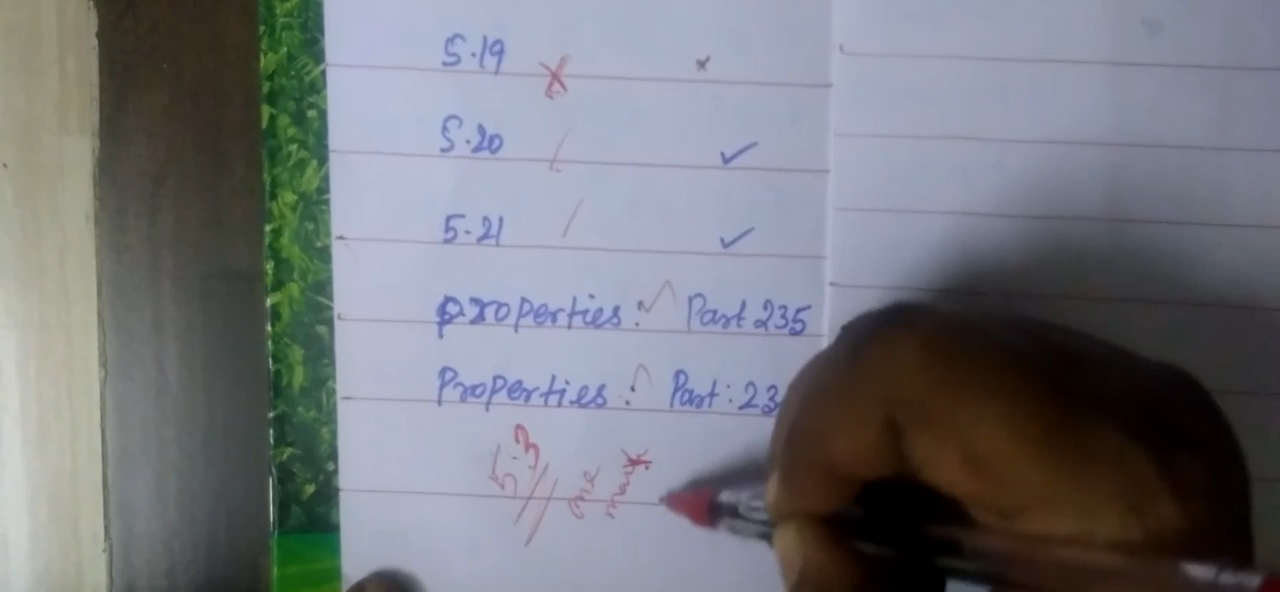 5.19 x x
5.20 / ✓
5.21 / ✓
Properties: ✓ Part 235
Properties: Part: 23
5.3 // one mark